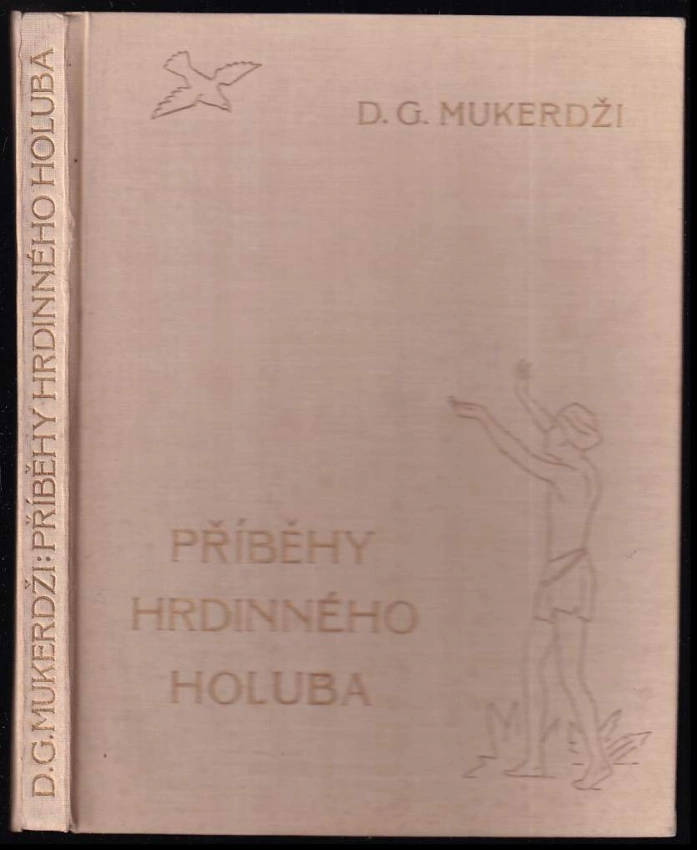 D.G.MUKERDŽI: PŘÍBĚHY HRDINNÉHO HOLUBA
D. G. MUKERDŽI
PŘÍBĚHY
HRDINNÉHO
HOLUBA